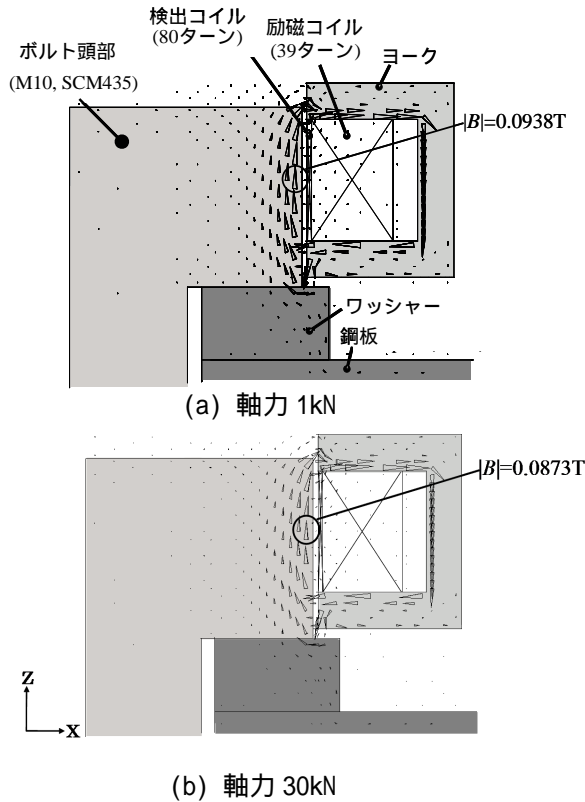 検出コイル
(80ターン)
励磁コイル
(39ターン)
ヨーク
ボルト頭部
(M10, SCM435)
|B|=0.0938T
ワッシャー
鋼板
(a) 軸力 1kN
|B|=0.0873T
Z
X
(b) 軸力 30kN